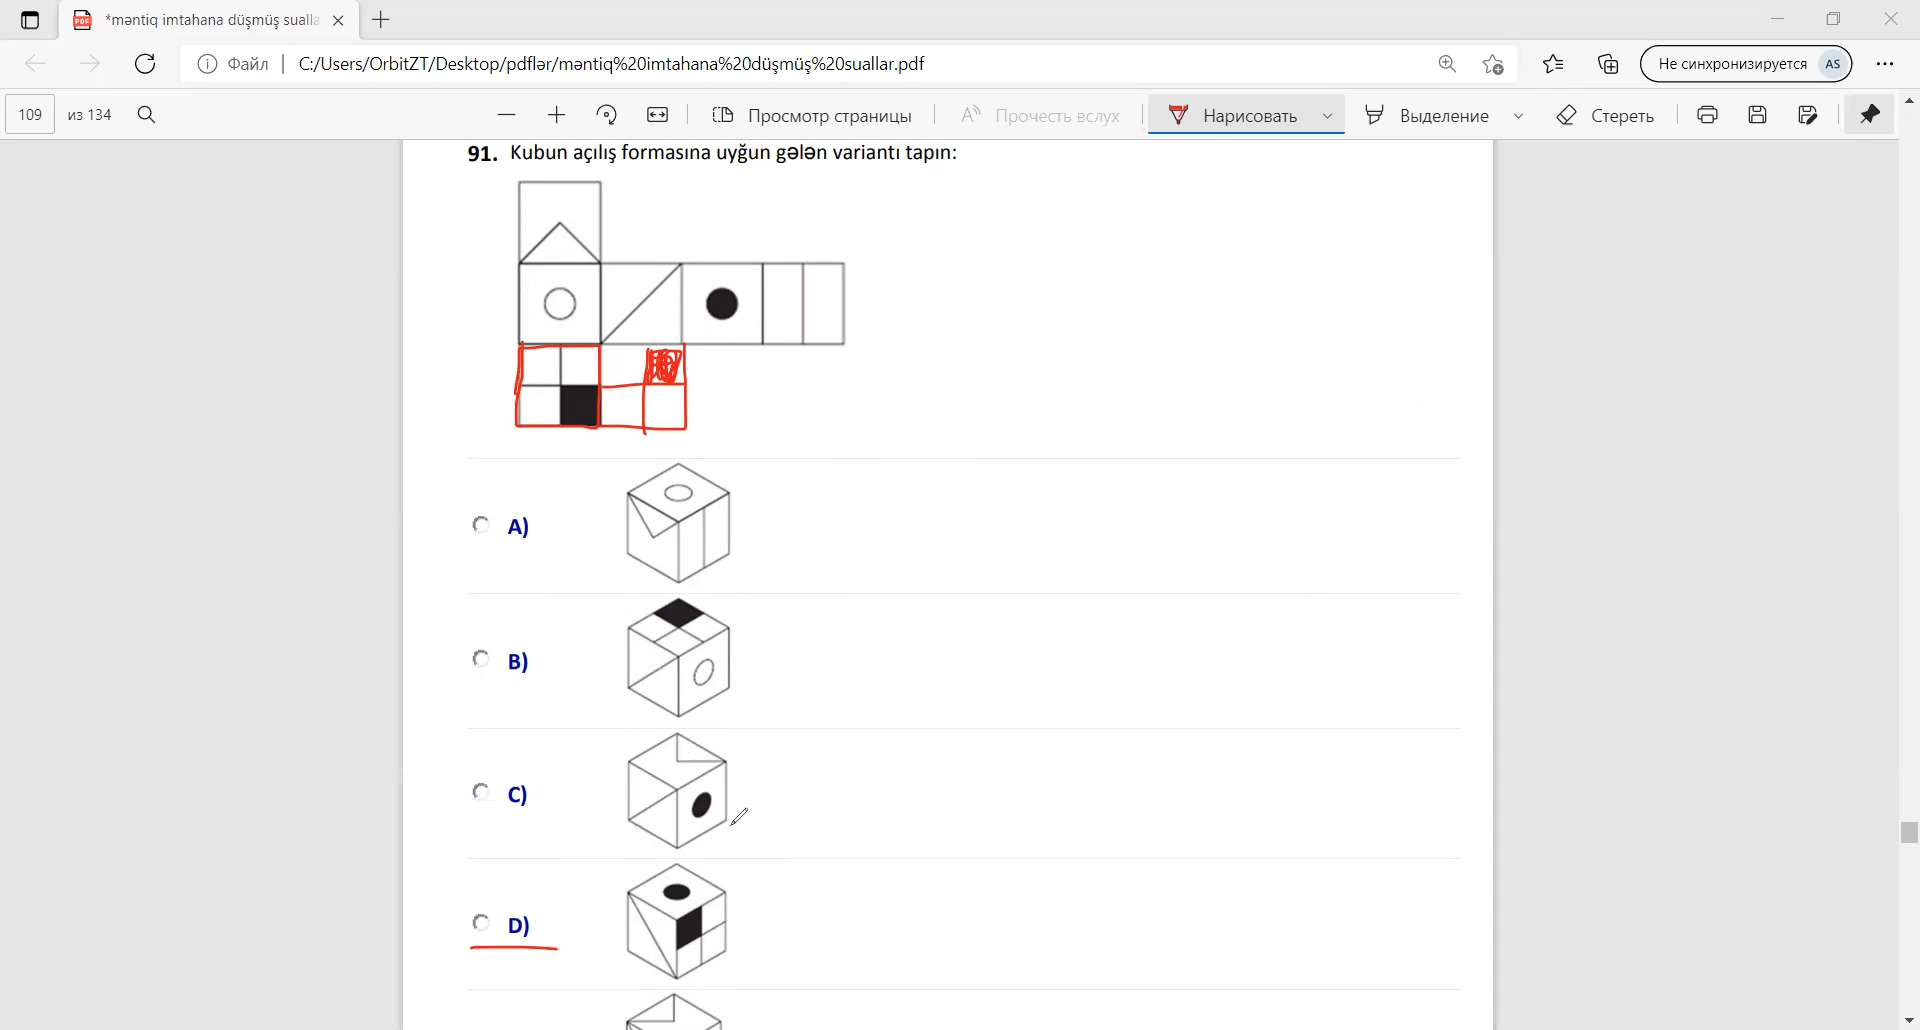 *məntiq imtahana düşmüş sualla
Файл
C:/Users/OrbitZT/Desktop/pdflər/məntiq%20imtahana%20düşmüş%20suallar.pdf
Не синхронизируется AS
109 из 134
Просмотр страницы
Прочесть вслух
Нарисовать
Выделение
Стереть
91. Kubun açılış formasına uyğun gələn variantı tapın:
A)
B)
C)
D)